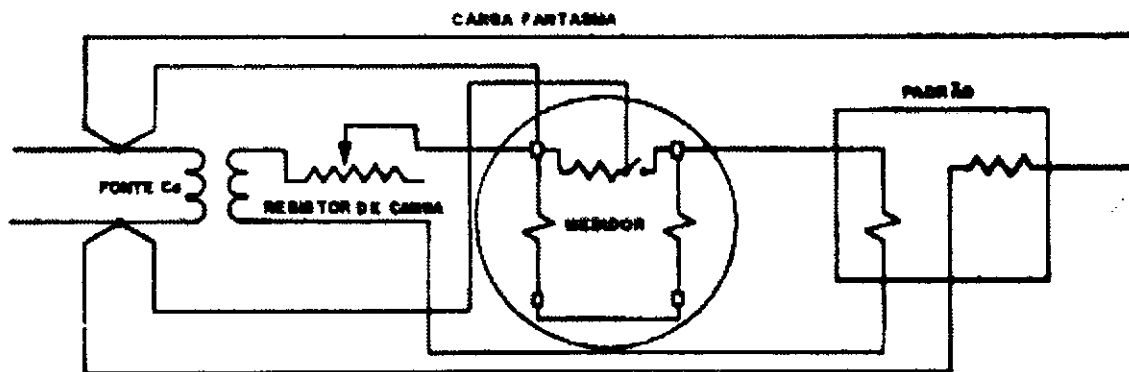 CARGA FANTASMA
PADRÃO
FONTE Ca
RESISTOR DE CARGA
MEDIDOR